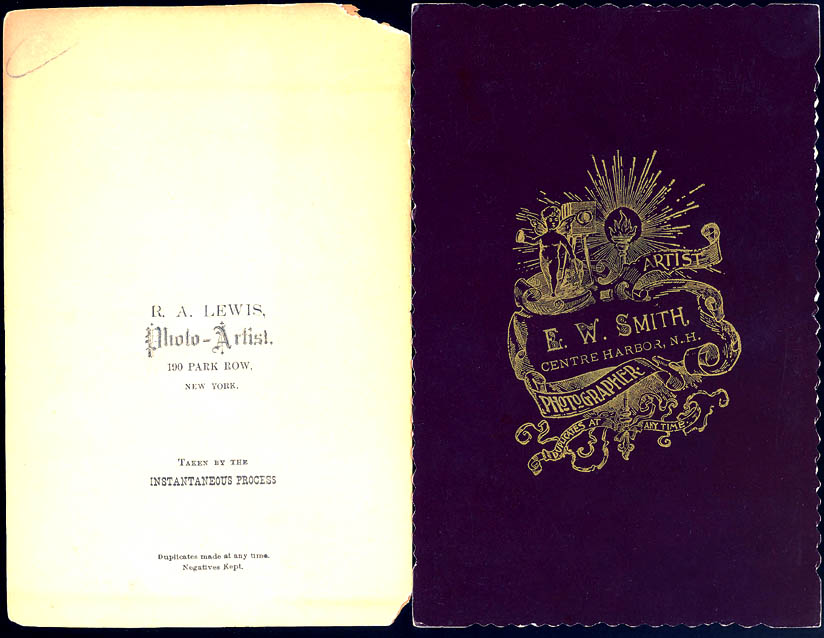 R. A. LEWIS,
Photo-Artist.
190 PARK ROW,
NEW YORK.
TAKEN BY THE
INSTANTANEOUS PROCESS
Duplicates made at any time.
Negatives Kept.
ARTIST
E. W. SMITH,
CENTRE HARBOR, N.H.
PHOTOGRAPHER.
DUPLICATES AT ANY TIME.